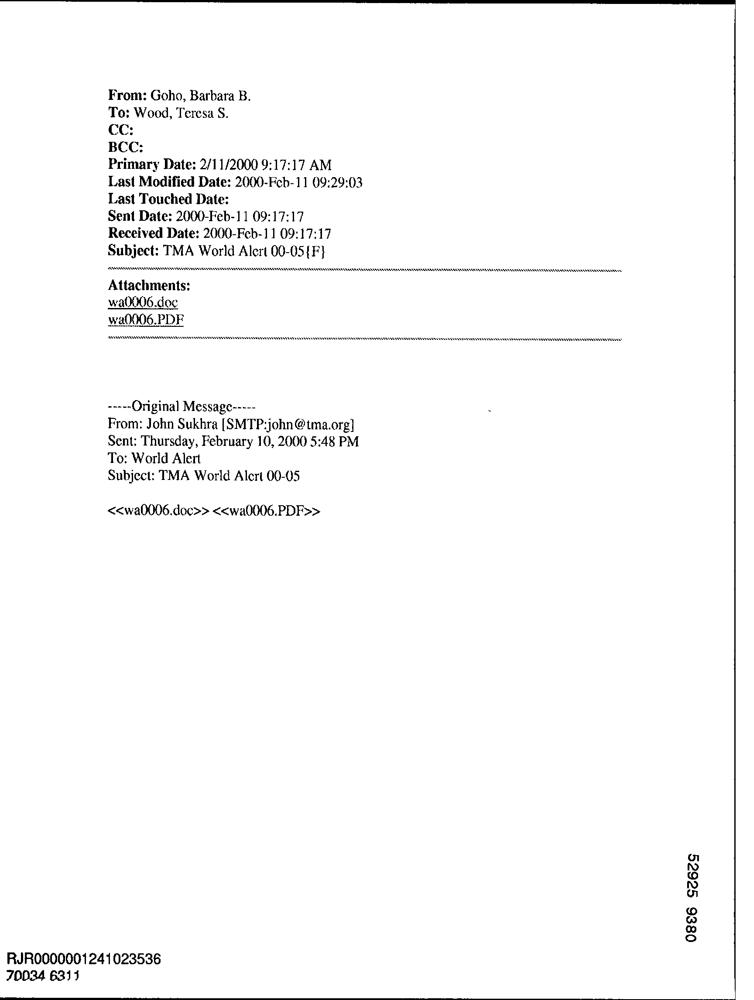 From: Goho, Barbara B.
To: Wood, Teresa S.
CC:
BCC:
Primary Date: 2/11/2000 9:17:17 AM
Last Modified Date: 2000-Feb-11 09:29:03
Last Touched Date:
Sent Date: 2000-Feb-11 09:17:17
Received Date: 2000-Feb-11 09:17:17
Subject: TMA World Alert 00-05{F}
Attachments:
wa0006.doc
wa0006.PDF
-----Original Message-----
From: John Sukhra [SMTP:john@tma.org]
Sent: Thursday, February 10, 2000 5:48 PM
To: World Alert
Subject: TMA World Alert 00-05
<<wa0006.doc>> <<wa0006.PDF>>
52925 9380
RJR0000001241023536
70034 6311